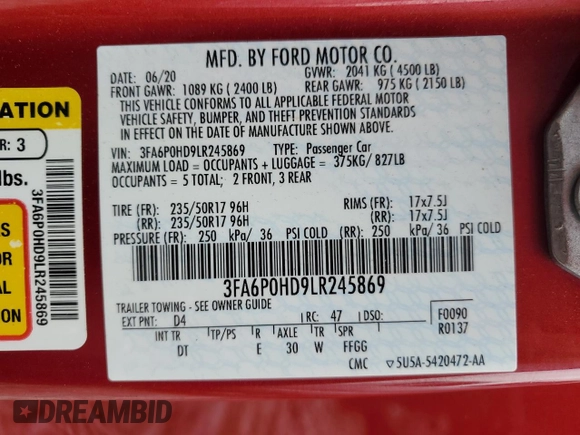 MFD. BY FORD MOTOR CO.
DATE: 06/20 GVWR: 2041 KG ( 4500 LB)
FRONT GAWR: 1089 KG ( 2400 LB) REAR GAWR: 975 KG ( 2150 LB)
THIS VEHICLE CONFORMS TO ALL APPLICABLE FEDERAL MOTOR
VEHICLE SAFETY, BUMPER, AND THEFT PREVENTION STANDARDS
IN EFFECT ON THE DATE OF MANUFACTURE SHOWN ABOVE.
VIN: 3FA6P0HD9LR245869 TYPE: Passenger Car
MAXIMUM LOAD = OCCUPANTS + LUGGAGE = 375KG/ 827LB
OCCUPANTS = 5 TOTAL; 2 FRONT, 3 REAR
TIRE (FR): 235/50R17 96H RIMS (FR): 17x7.5J
(RR): 235/50R17 96H (RR): 17x7.5J
PRESSURE (FR): 250 kPa/ 36 PSI COLD (RR): 250 kPa/ 36 PSI COLD
3FA6P0HD9LR245869
TRAILER TOWING - SEE OWNER GUIDE
EXT PNT: D4 RC: 47 DSO: F0090
R0137
INT TR TP/PS R AXLE TR SPR
DT E 30 W FFGG
CMC ▽5U5A-5420472-AA
ATION
R: 3
lbs.
S
OR
AL
ION
3FA6P0HD9LR245869
DREAMBID